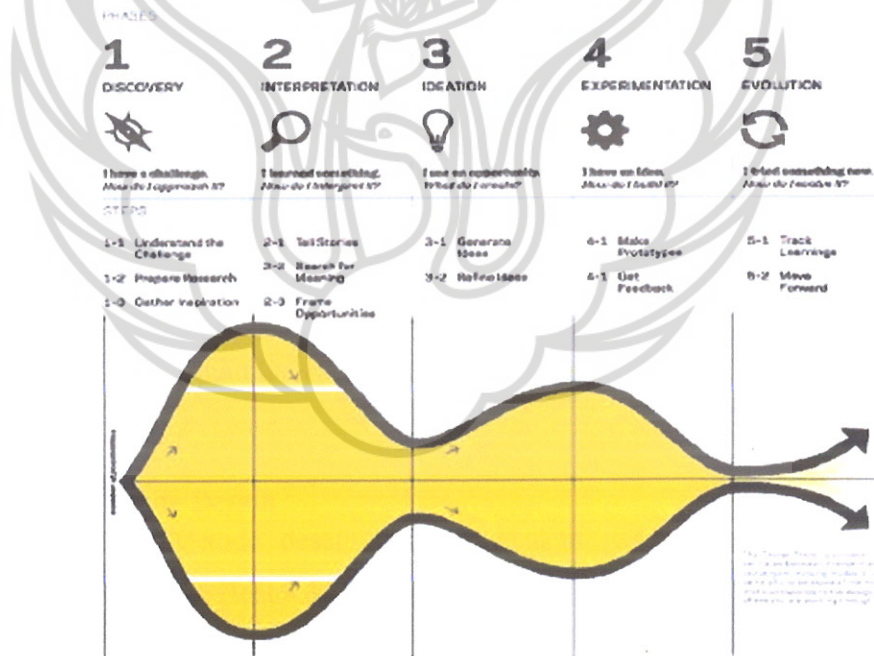 PHASES
1
DISCOVERY
I have a challenge.
How do I approach it?
2
INTERPRETATION
I learned something.
How do I interpret it?
3
IDEATION
I see an opportunity.
What do I create?
4
EXPERIMENTATION
I have an idea.
How do I build it?
5
EVOLUTION
I tried something new.
How do I evolve it?
STEPS
1-1 Understand the
Challenge
1-2 Prepare Research
1-3 Gather Inspiration
2-1 Tell Stories
2-2 Search for
Meaning
2-3 Frame
Opportunities
3-1 Generate
Ideas
3-2 Refine Ideas
4-1 Make
Prototypes
4-1 Get
Feedback
5-1 Track
Learnings
5-2 Move
Forward
number of possibilities